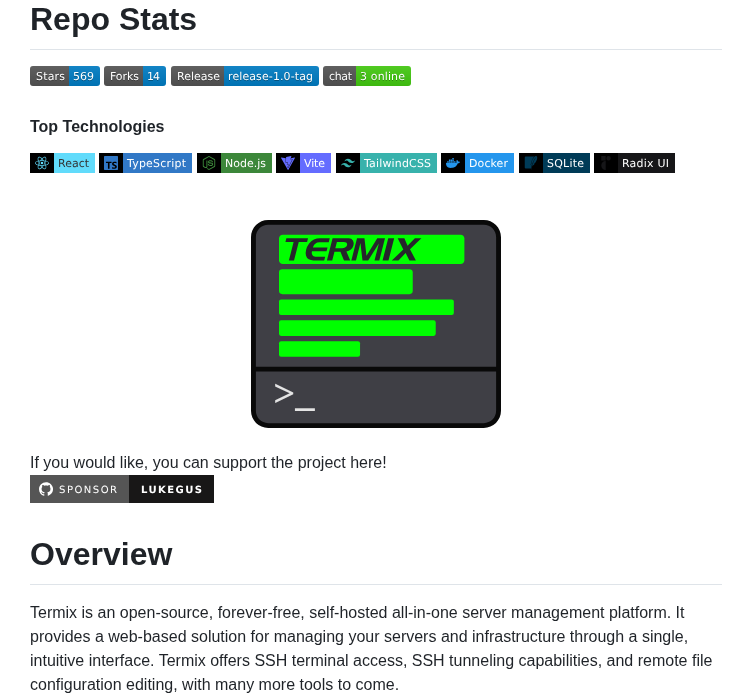 Repo Stats
Stars 569 Forks 14 Release release-1.0-tag chat 3 online
Top Technologies
React TypeScript Node.js Vite TailwindCSS Docker SQLite Radix UI
TERMIX
>_
If you would like, you can support the project here!
SPONSOR LUKEGUS
Overview
Termix is an open-source, forever-free, self-hosted all-in-one server management platform. It
provides a web-based solution for managing your servers and infrastructure through a single,
intuitive interface. Termix offers SSH terminal access, SSH tunneling capabilities, and remote file
configuration editing, with many more tools to come.